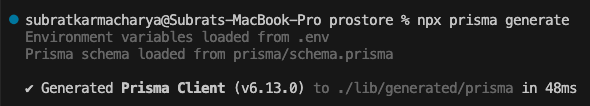 subratkarmacharya@Subrats-MacBook-Pro prostore % npx prisma generate
Environment variables loaded from .env
Prisma schema loaded from prisma/schema.prisma
✔ Generated Prisma Client (v6.13.0) to ./lib/generated/prisma in 48ms